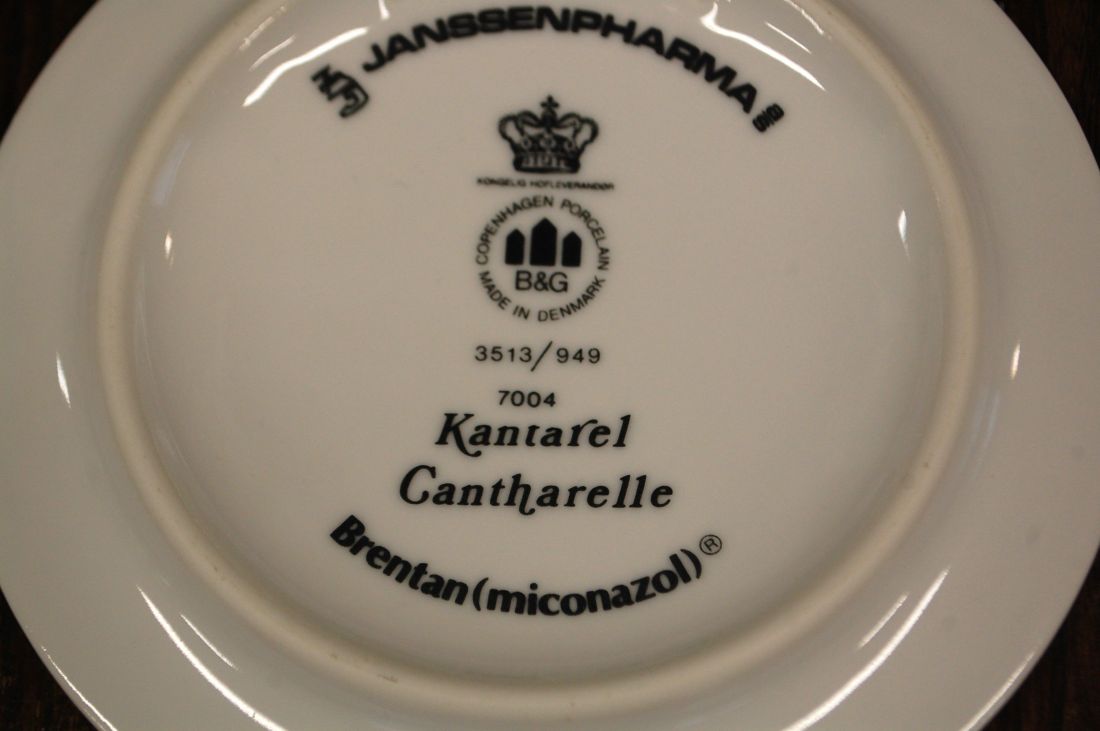 JANSSENPHARMA
KONGELIG HOFLEVERANDØR
COPENHAGEN PORCELAIN
B&G
MADE IN DENMARK
3513/949
7004
Kantarel
Cantharelle
Brentan(miconazol)®